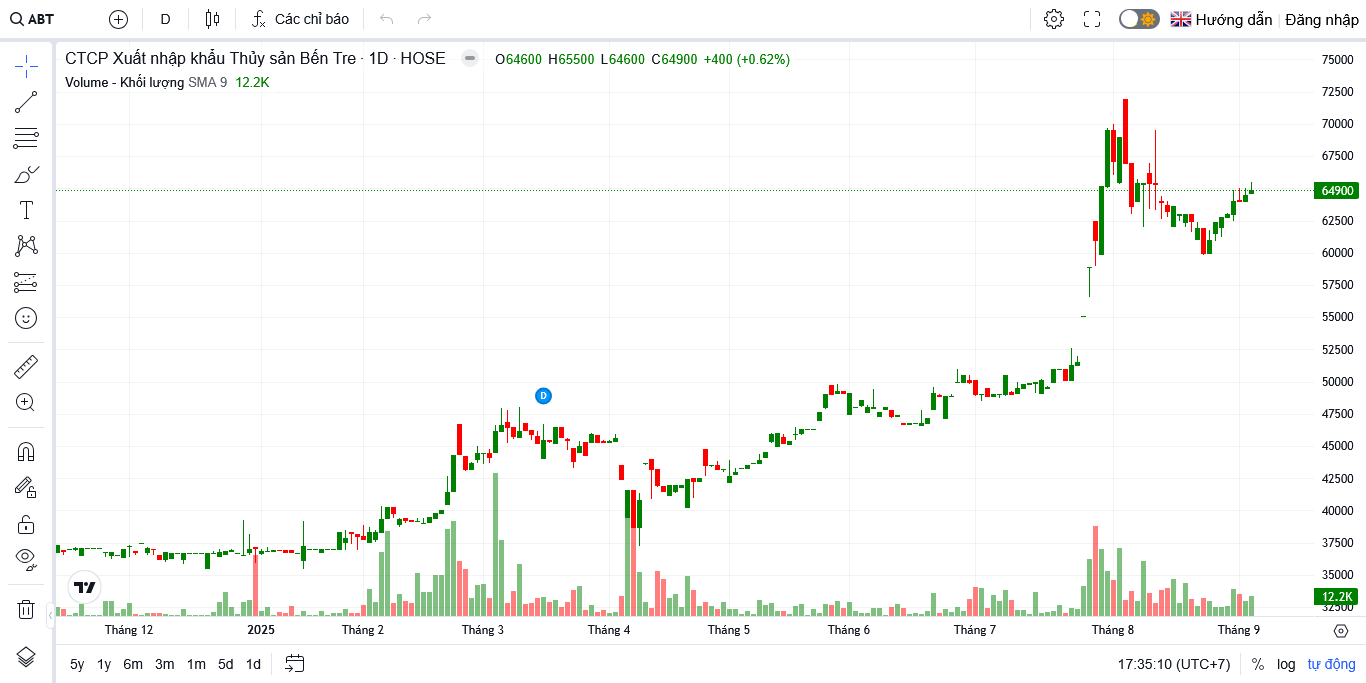 ABT D Các chỉ báo Hướng dẫn Đăng nhập
CTCP Xuất nhập khẩu Thủy sản Bến Tre · 1D · HOSE O64600 H65500 L64600 C64900 +400 (+0.62%)
Volume - Khối lượng SMA 9 12.2K
75000
72500
70000
67500
64900
62500
60000
57500
55000
52500
50000
47500
45000
42500
40000
37500
35000
12.2K
32500
D
Tháng 12 2025 Tháng 2 Tháng 3 Tháng 4 Tháng 5 Tháng 6 Tháng 7 Tháng 8 Tháng 9
5y 1y 6m 3m 1m 5d 1d 17:35:10 (UTC+7) % log tự động